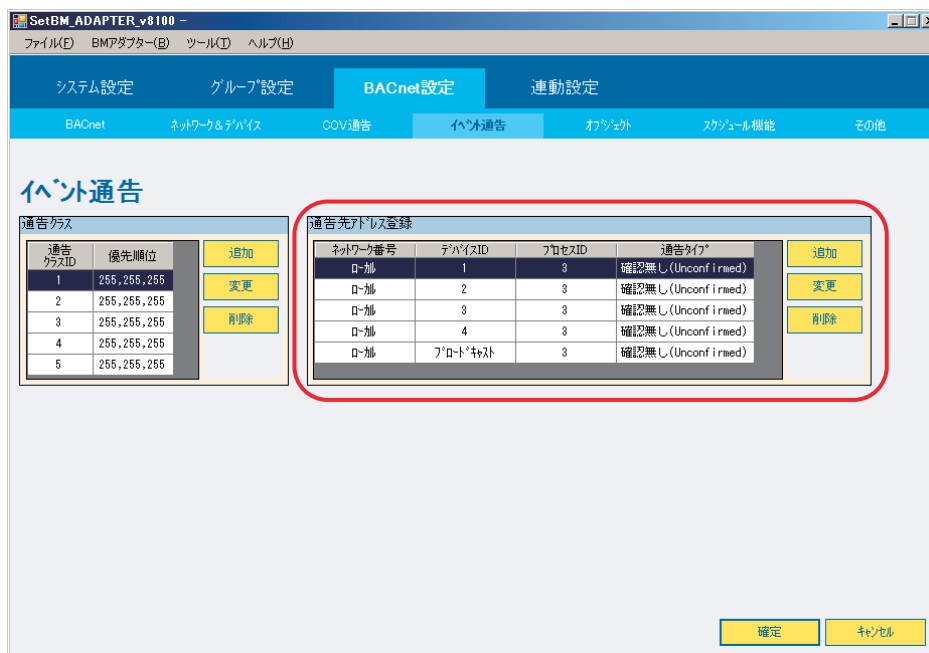 SetBM_ADAPTER_v8100 -
ファイル(F) BMアダプター(B) ツール(T) ヘルプ(H)
システム設定 グループ設定 BACnet設定 連動設定
BACnet ネットワーク&デバイス COV通告 イベント通告 オブジェクト スケジュール機能 その他
イベント通告
通告クラス 通告先アドレス登録
通告クラスID 優先順位 追加 ネットワーク番号 デバイスID プロセスID 通告タイプ 追加
1 255,255,255 変更 ローカル 1 3 確認無し(Unconfirmed) 変更
2 255,255,255 ローカル 2 3 確認無し(Unconfirmed)
3 255,255,255 削除 ローカル 3 3 確認無し(Unconfirmed) 削除
4 255,255,255 ローカル 4 3 確認無し(Unconfirmed)
5 255,255,255 ローカル ブロードキャスト 3 確認無し(Unconfirmed)
確定 キャンセル